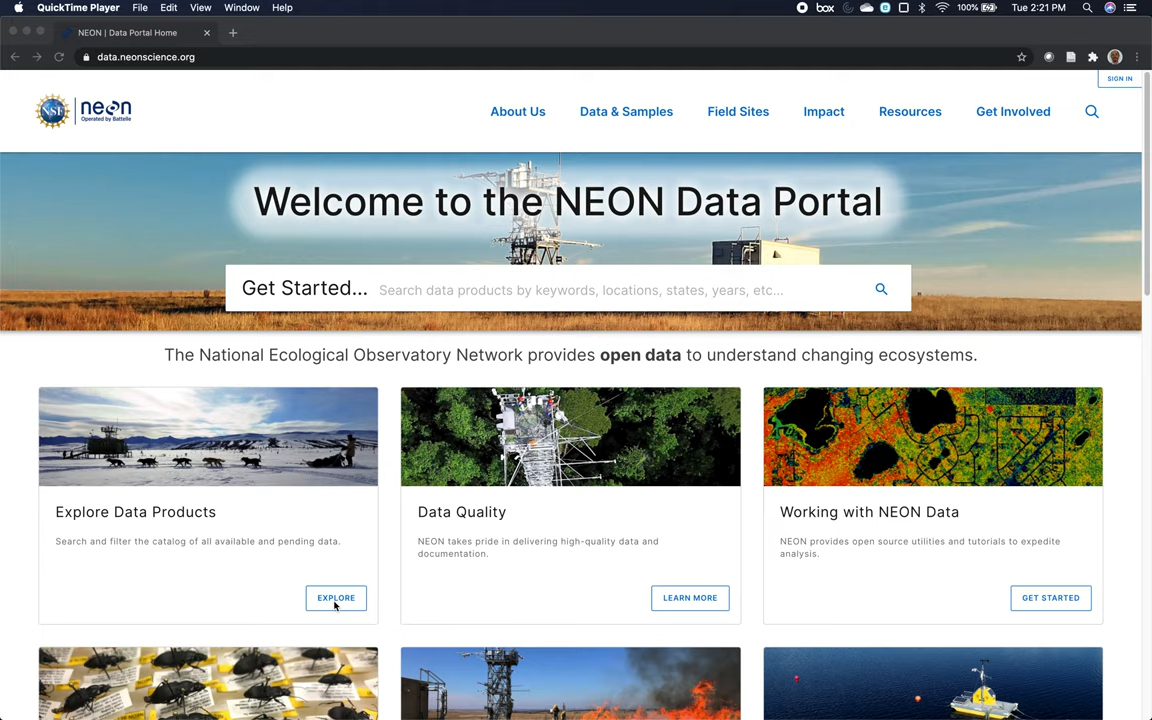 QuickTime Player File Edit View Window Help
box 100% Tue 2:21 PM
NEON | Data Portal Home
data.neonscience.org
SIGN IN
NSF neon
Operated by Battelle
About Us Data & Samples Field Sites Impact Resources Get Involved
Welcome to the NEON Data Portal
Get Started... Search data products by keywords, locations, states, years, etc...
The National Ecological Observatory Network provides open data to understand changing ecosystems.
Explore Data Products
Search and filter the catalog of all available and pending data.
EXPLORE
Data Quality
NEON takes pride in delivering high-quality data and
documentation.
LEARN MORE
Working with NEON Data
NEON provides open source utilities and tutorials to expedite
analysis.
GET STARTED